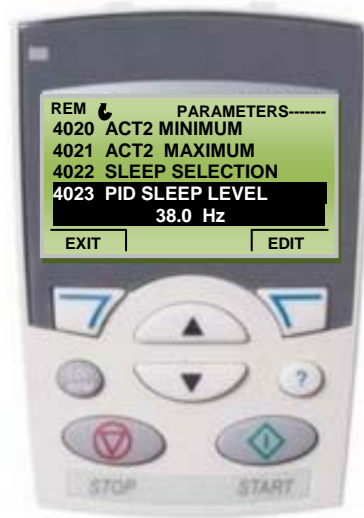 REM PARAMETERS-------
4020 ACT2 MINIMUM
4021 ACT2 MAXIMUM
4022 SLEEP SELECTION
4023 PID SLEEP LEVEL
38.0 Hz
EXIT EDIT
?
STOP START